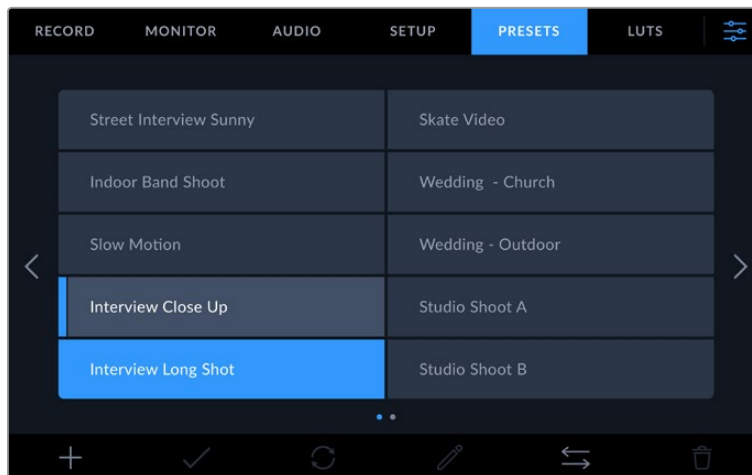 RECORD MONITOR AUDIO SETUP PRESETS LUTS
Street Interview Sunny Skate Video
Indoor Band Shoot Wedding - Church
Slow Motion Wedding - Outdoor
Interview Close Up Studio Shoot A
Interview Long Shot Studio Shoot B